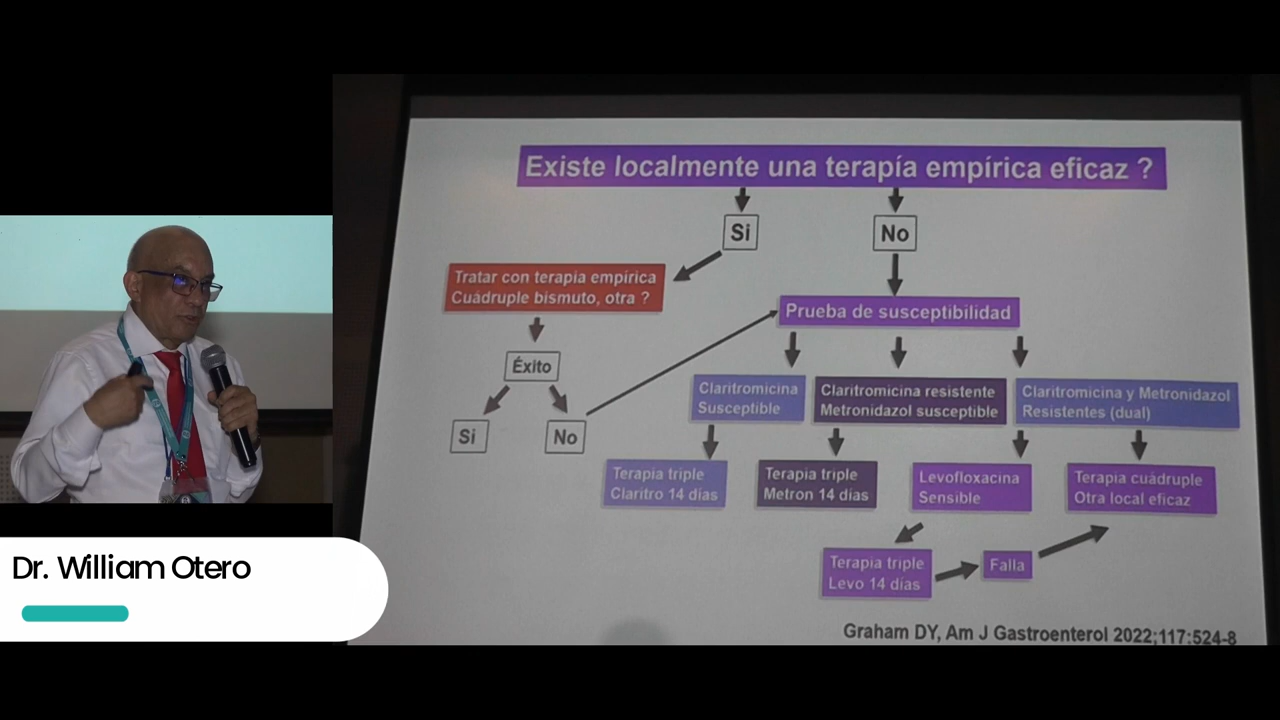 Existe localmente una terapía empírica eficaz ?
Si
No
Tratar con terapia empírica
Cuádruple bismuto, otra ?
Prueba de susceptibilidad
Éxito
Si
No
Claritromicina
Susceptible
Claritromicina resistente
Metronidazol susceptible
Claritromicina y Metronidazol
Resistentes (dual)
Terapia triple
Claritro 14 días
Terapia triple
Metron 14 días
Levofloxacina
Sensible
Terapia cuádruple
Otra local eficaz
Terapia triple
Levo 14 días
Falla
Graham DY, Am J Gastroenterol 2022;117:524-8
Dr. William Otero